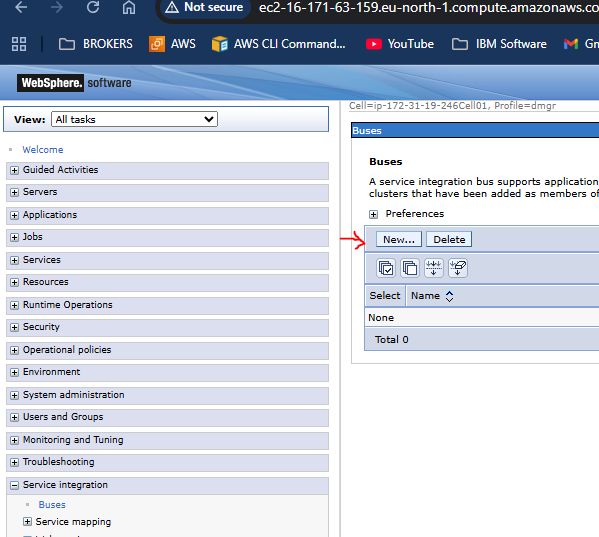 Not secure ec2-16-171-63-159.eu-north-1.compute.amazonaws.co
BROKERS AWS AWS CLI Command... YouTube IBM Software Gm
WebSphere. software
View: All tasks
Cell=ip-172-31-19-246Cell01, Profile=dmgr
Buses
Welcome
Guided Activities
Servers
Applications
Jobs
Services
Resources
Runtime Operations
Security
Operational policies
Environment
System administration
Users and Groups
Monitoring and Tuning
Troubleshooting
Service integration
Buses
Service mapping
Buses
A service integration bus supports application
clusters that have been added as members of
Preferences
New... Delete
Select Name
None
Total 0